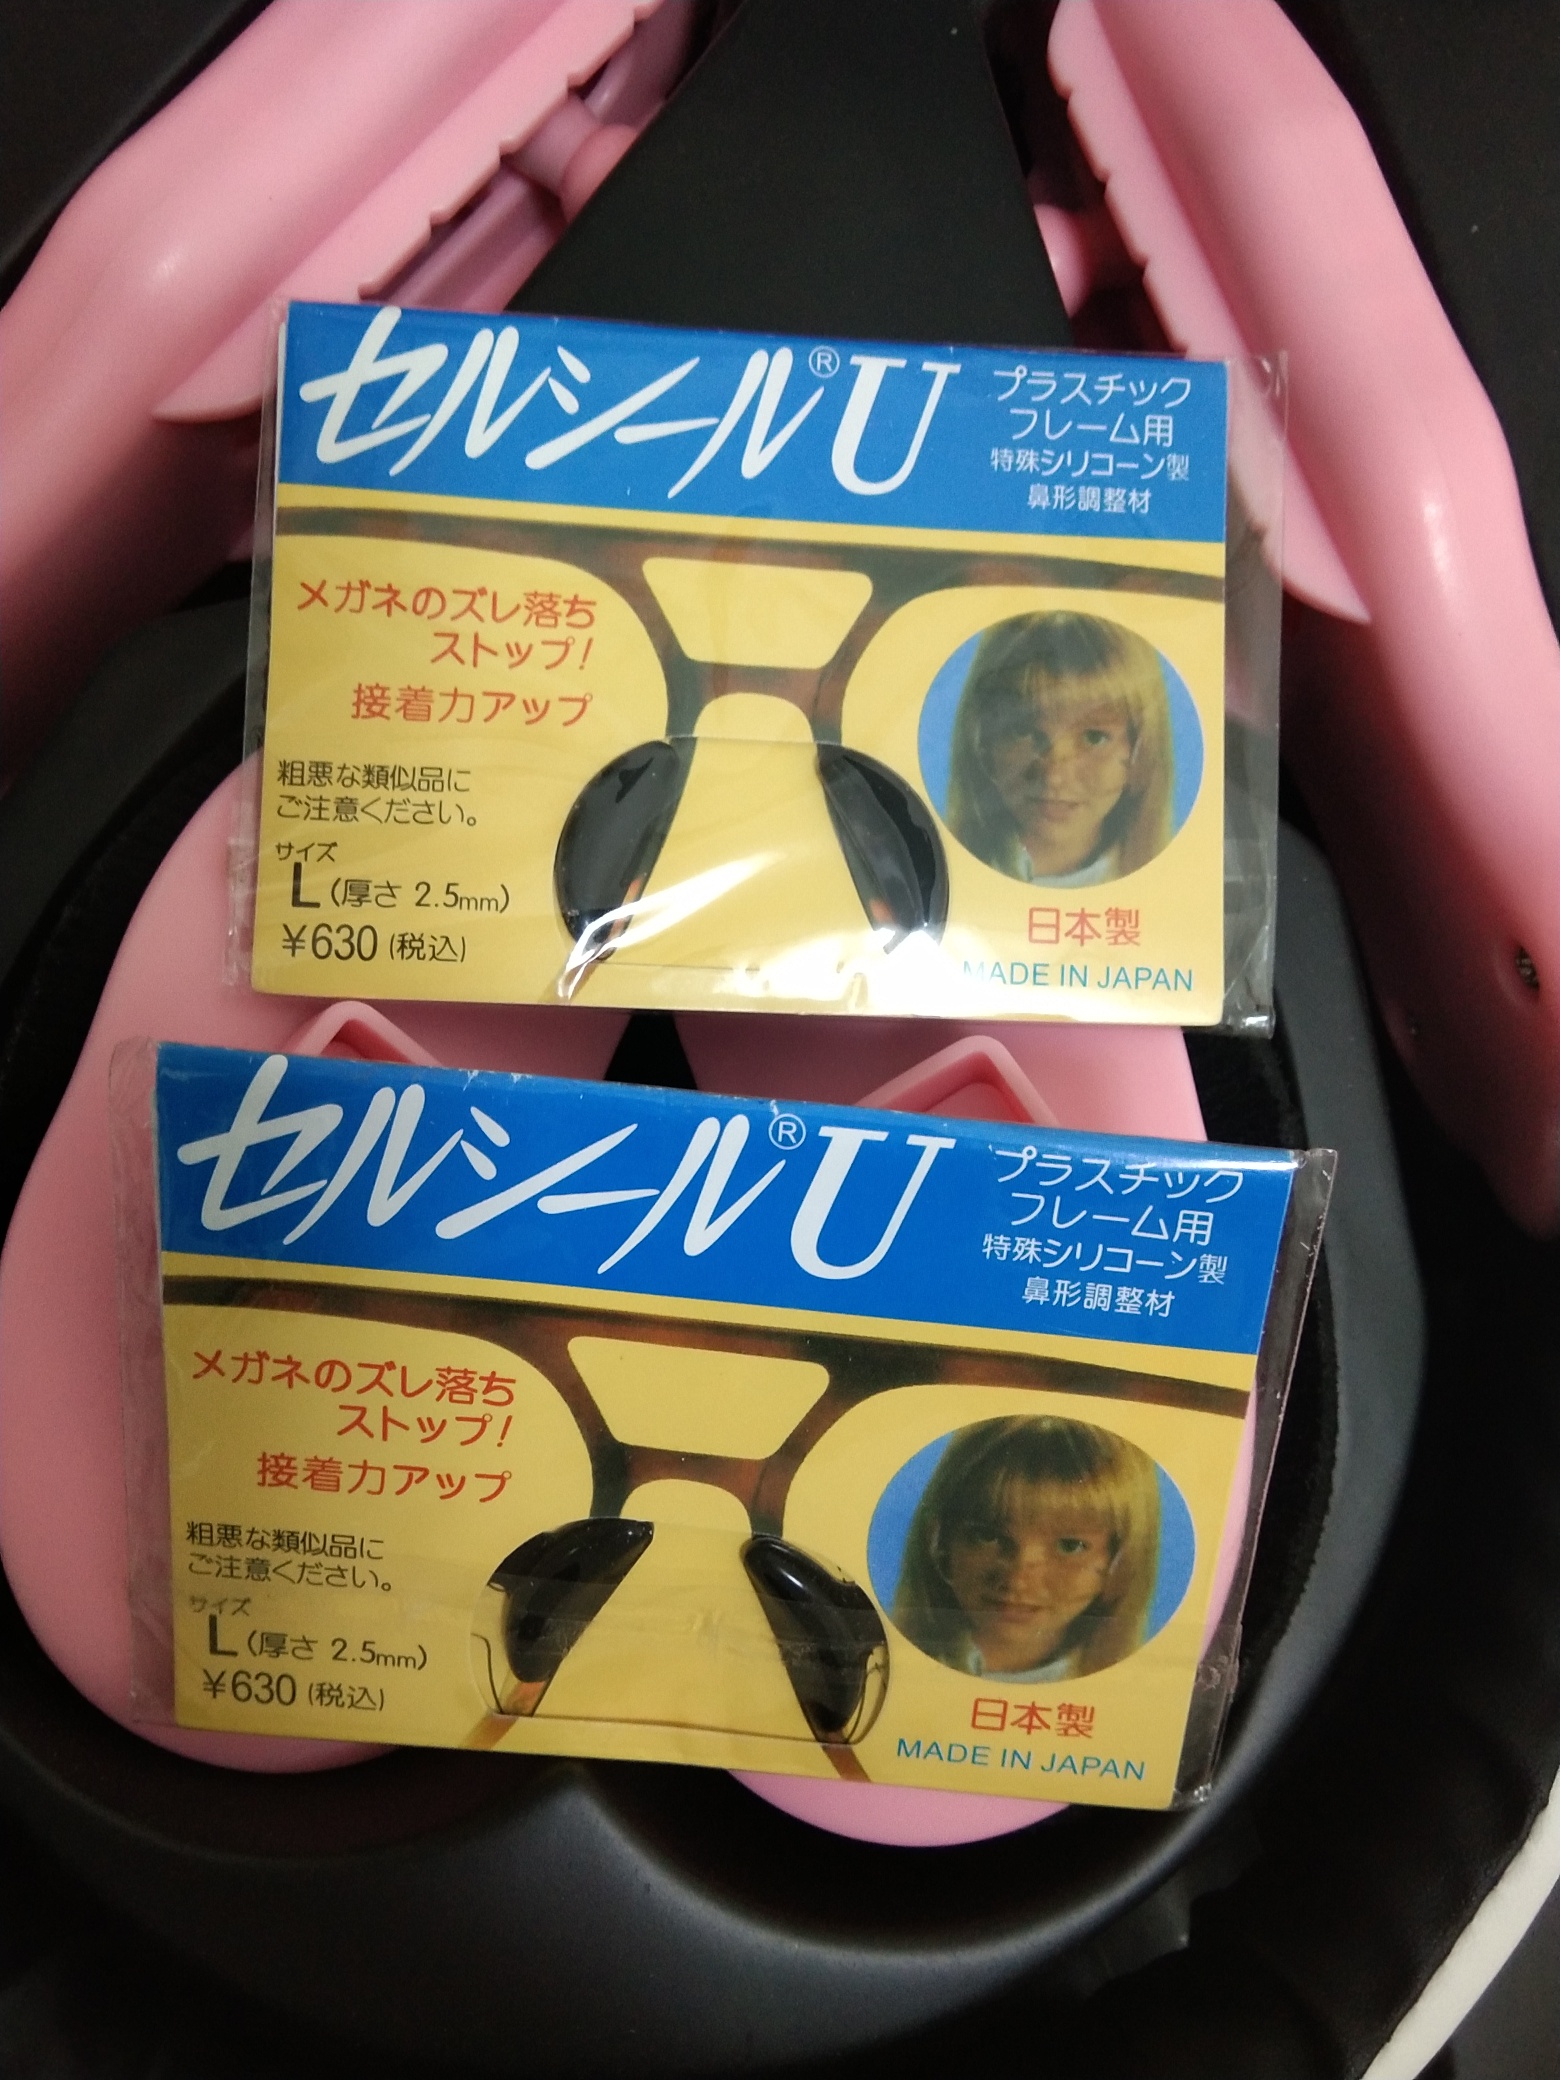 セルシール®U
プラスチック
フレーム用
特殊シリコーン製
鼻形調整材
メガネのズレ落ち
ストップ!
接着力アップ
粗悪な類似品に
ご注意ください。
サイズ
L(厚さ 2.5mm)
¥630(税込)
日本製
MADE IN JAPAN
セルシール®U
プラスチック
フレーム用
特殊シリコーン製
鼻形調整材
メガネのズレ落ち
ストップ!
接着力アップ
粗悪な類似品に
ご注意ください。
サイズ
L(厚さ 2.5mm)
¥630(税込)
日本製
MADE IN JAPAN